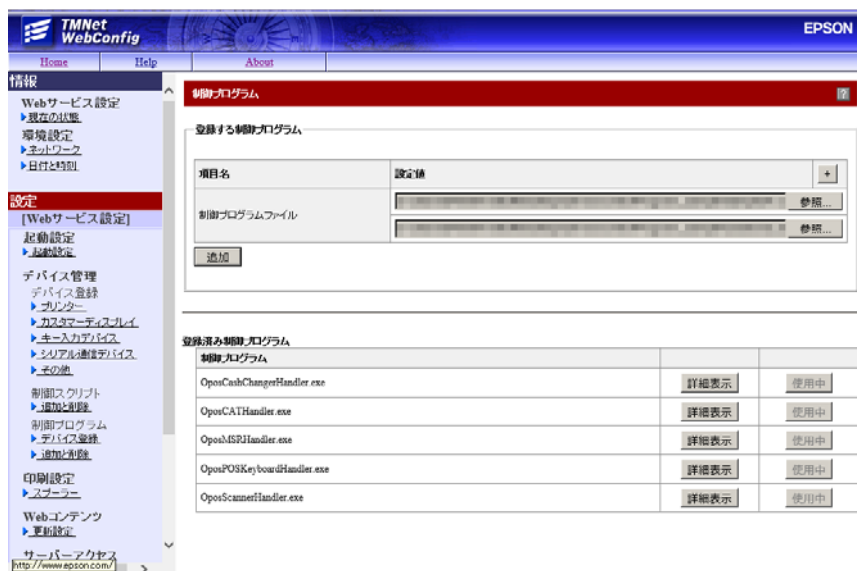 TMNet
WebConfig
EPSON
Home
Help
About
情報
Webサービス設定
現在の状態
環境設定
ネットワーク
日付と時刻
設定
[Webサービス設定]
起動設定
起動設定
デバイス管理
デバイス登録
プリンター
カスタマーディスプレイ
キー入力デバイス
シリアル通信デバイス
その他
制御スクリプト
追加と削除
制御プログラム
デバイス登録
追加と削除
印刷設定
スプーラー
Webコンテンツ
更新設定
サーバーアクセス
http://www.epson.com/
制御プログラム
?
登録する制御プログラム
項目名
設定値
+
制御プログラムファイル
参照...
参照...
追加
登録済み制御プログラム
制御プログラム
OposCashChangerHandler.exe
詳細表示
使用中
OposCATHandler.exe
詳細表示
使用中
OposMSRHandler.exe
詳細表示
使用中
OposPOSKeyboardHandler.exe
詳細表示
使用中
OposScannerHandler.exe
詳細表示
使用中